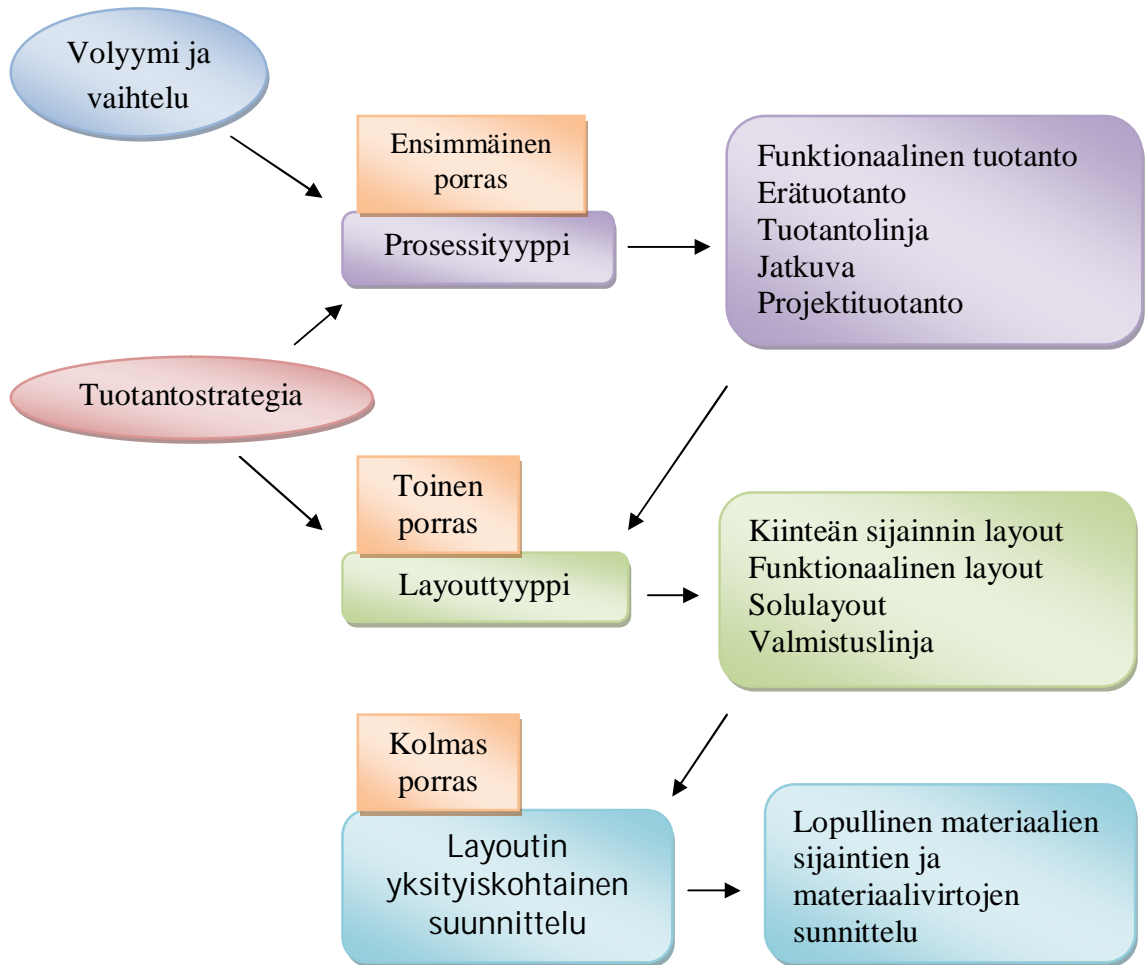 Volyymi ja
vaihtelu
Ensimmäinen
porras
Prosessityyppi
Funktionaalinen tuotanto
Erätuotanto
Tuotantolinja
Jatkuva
Projektituotanto
Tuotantostrategia
Toinen
porras
Layouttyyppi
Kiinteän sijainnin layout
Funktionaalinen layout
Solulayout
Valmistuslinja
Kolmas
porras
Layoutin
yksityiskohtainen
suunnittelu
Lopullinen materiaalien
sijaintien ja
materiaalivirtojen
sunnittelu